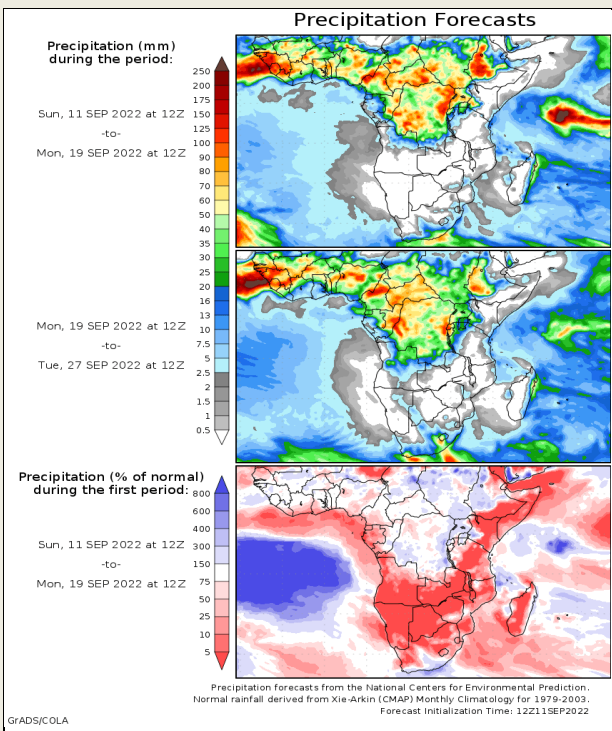 Precipitation Forecasts
Precipitation (mm)
during the period:
Sun, 11 SEP 2022 at 12Z
-to-
Mon, 19 SEP 2022 at 12Z
250
200
175
150
125
100
90
80
70
60
50
40
35
30
25
20
16
13
10
7.5
5
2.5
2
1.5
1
0.5
Mon, 19 SEP 2022 at 12Z
-to-
Tue, 27 SEP 2022 at 12Z
Precipitation (% of normal)
during the first period:
800
600
400
300
150
75
50
25
10
5
Sun, 11 SEP 2022 at 12Z
-to-
Mon, 19 SEP 2022 at 12Z
Precipitation forecasts from the National Centers for Environmental Prediction.
Normal rainfall derived from Xie-Arkin (CMAP) Monthly Climatology for 1979-2003.
Forecast Initialization Time: 12Z11SEP2022
GrADS/COLA